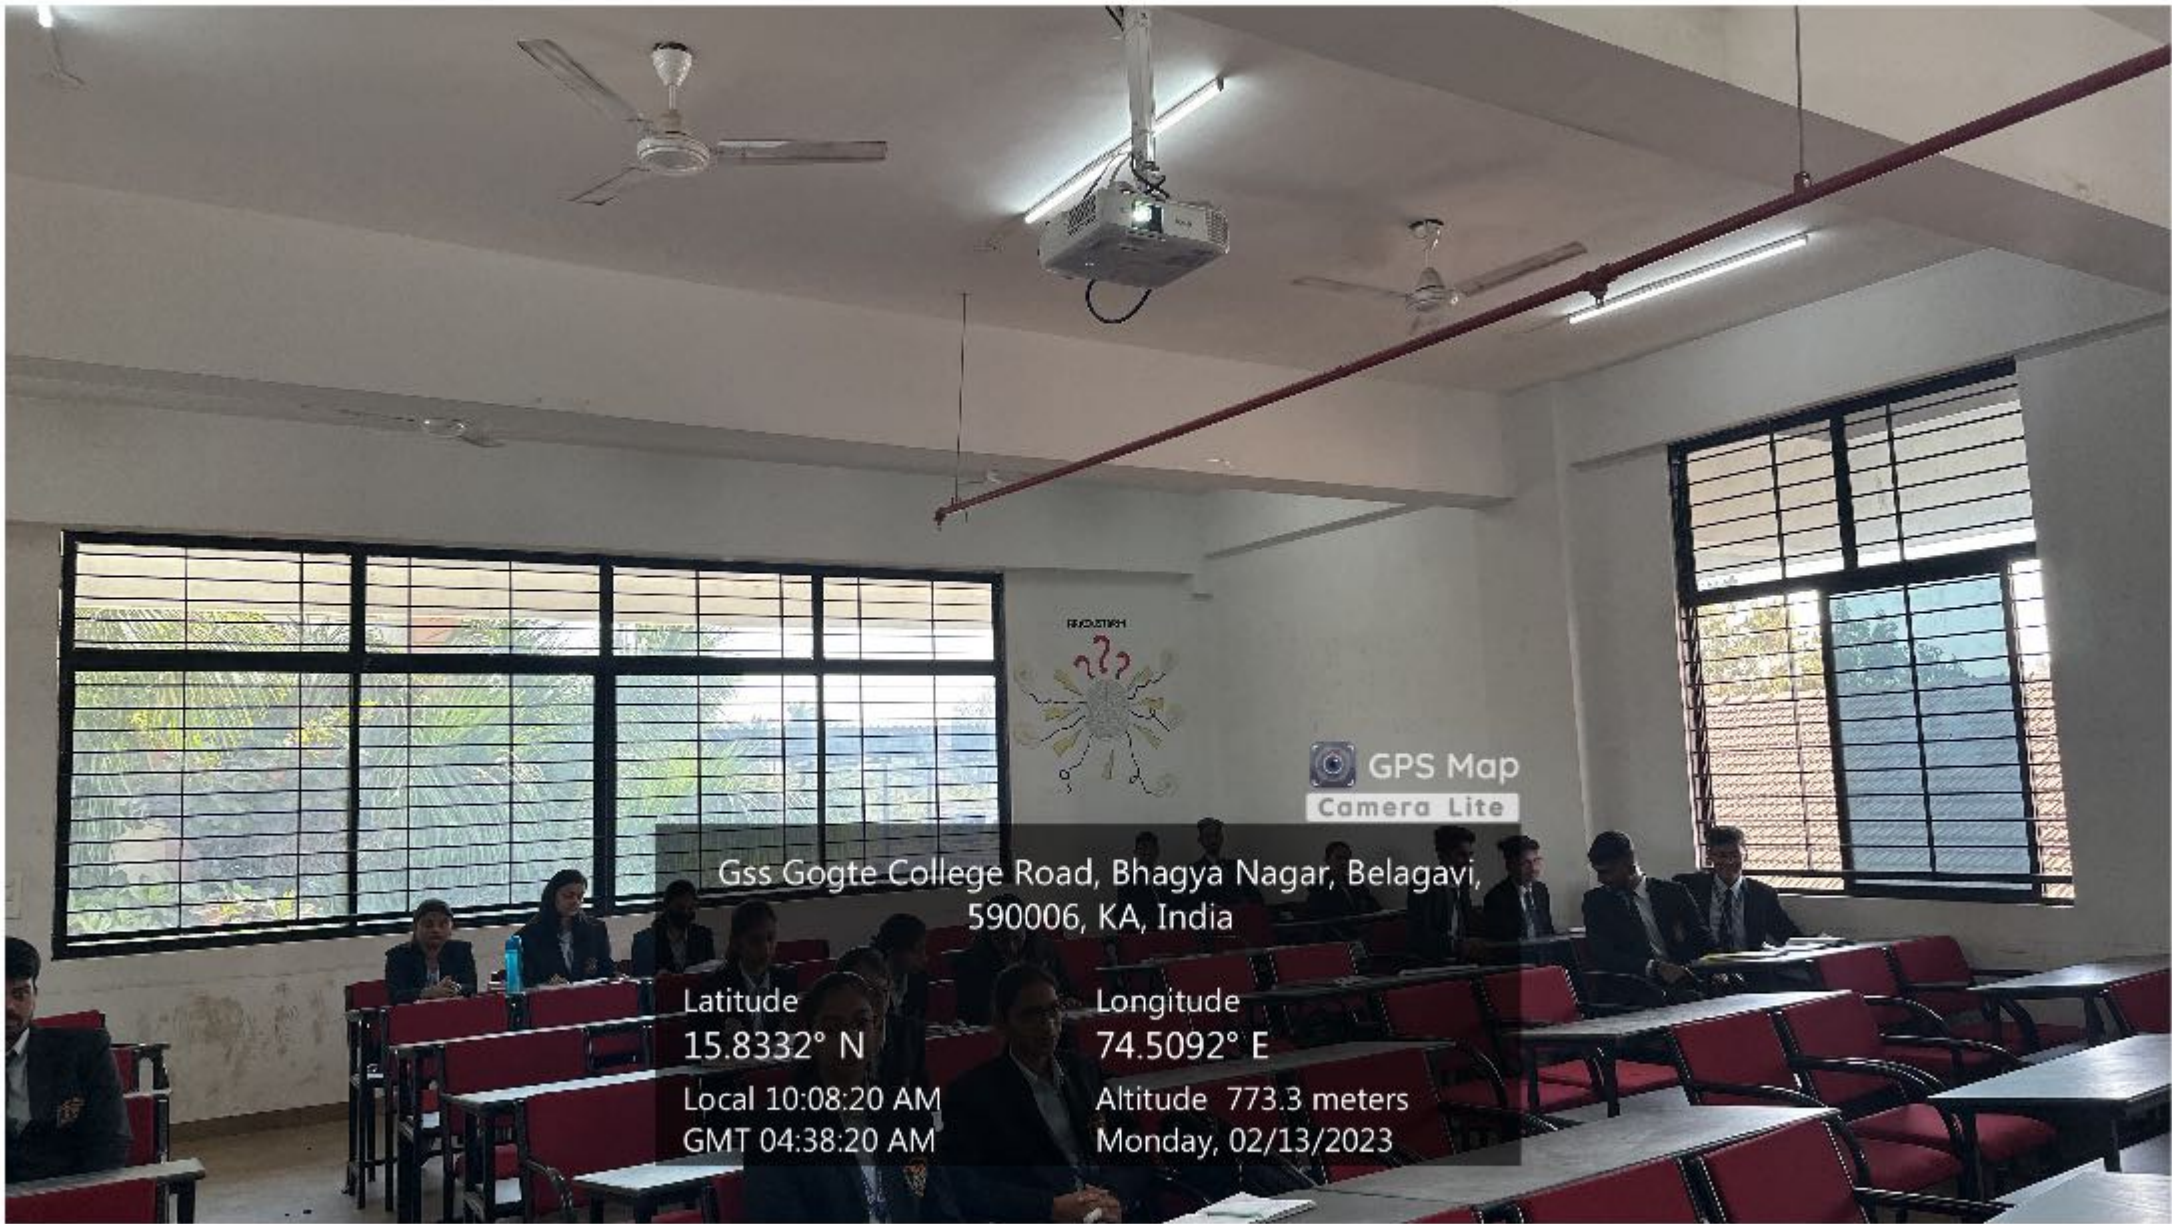 GPS Map
Camera Lite
Gss Gogte College Road, Bhagya Nagar, Belagavi,
590006, KA, India
Latitude
15.8332° N
Longitude
74.5092° E
Local 10:08:20 AM
GMT 04:38:20 AM
Altitude 773.3 meters
Monday, 02/13/2023